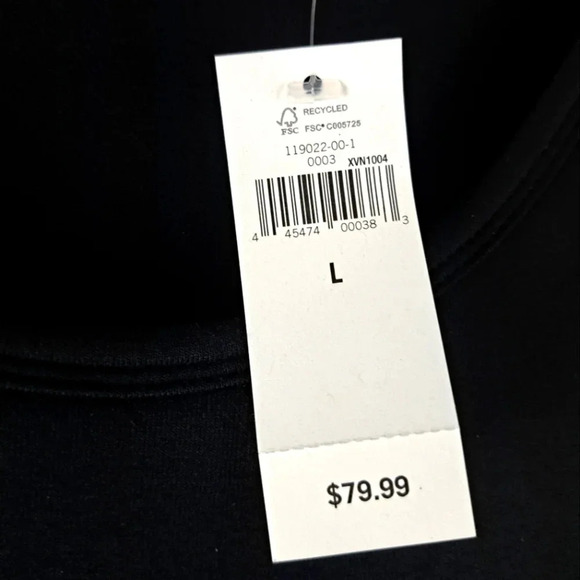 RECYCLED
FSC FSC® C005725
119022-00-1
0003 XVN1004
4 45474 00038 3
L
$79.99